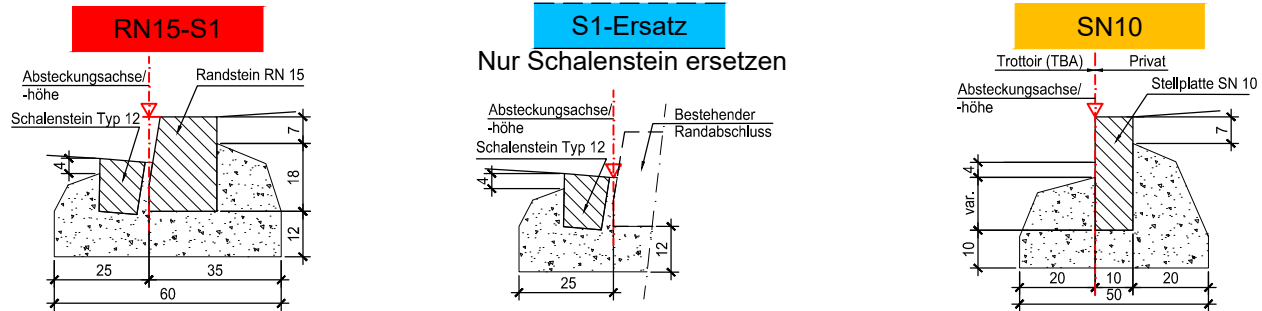 RN15-S1
Absteckungsachse/
-höhe
Randstein RN 15
Schalenstein Typ 12
4
7
18
12
25
35
60
S1-Ersatz
Nur Schalenstein ersetzen
Absteckungsachse/
-höhe
Schalenstein Typ 12
Bestehender
Randabschluss
4
12
25
SN10
Trottoir (TBA)
Privat
Absteckungsachse/
-höhe
Stellplatte SN 10
7
4
var.
10
20
10
20
50